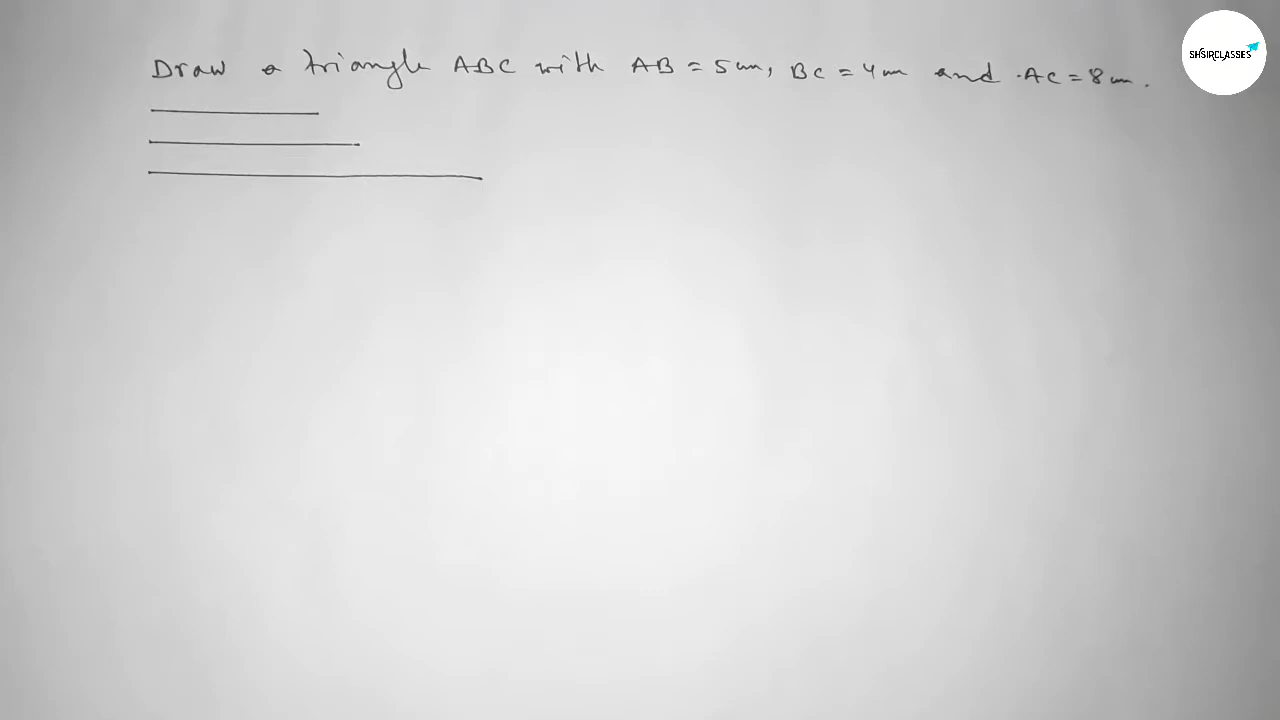 Draw a triangle ABC with AB = 5cm, BC = 4cm and AC = 8cm.
SHSIRCLASSES